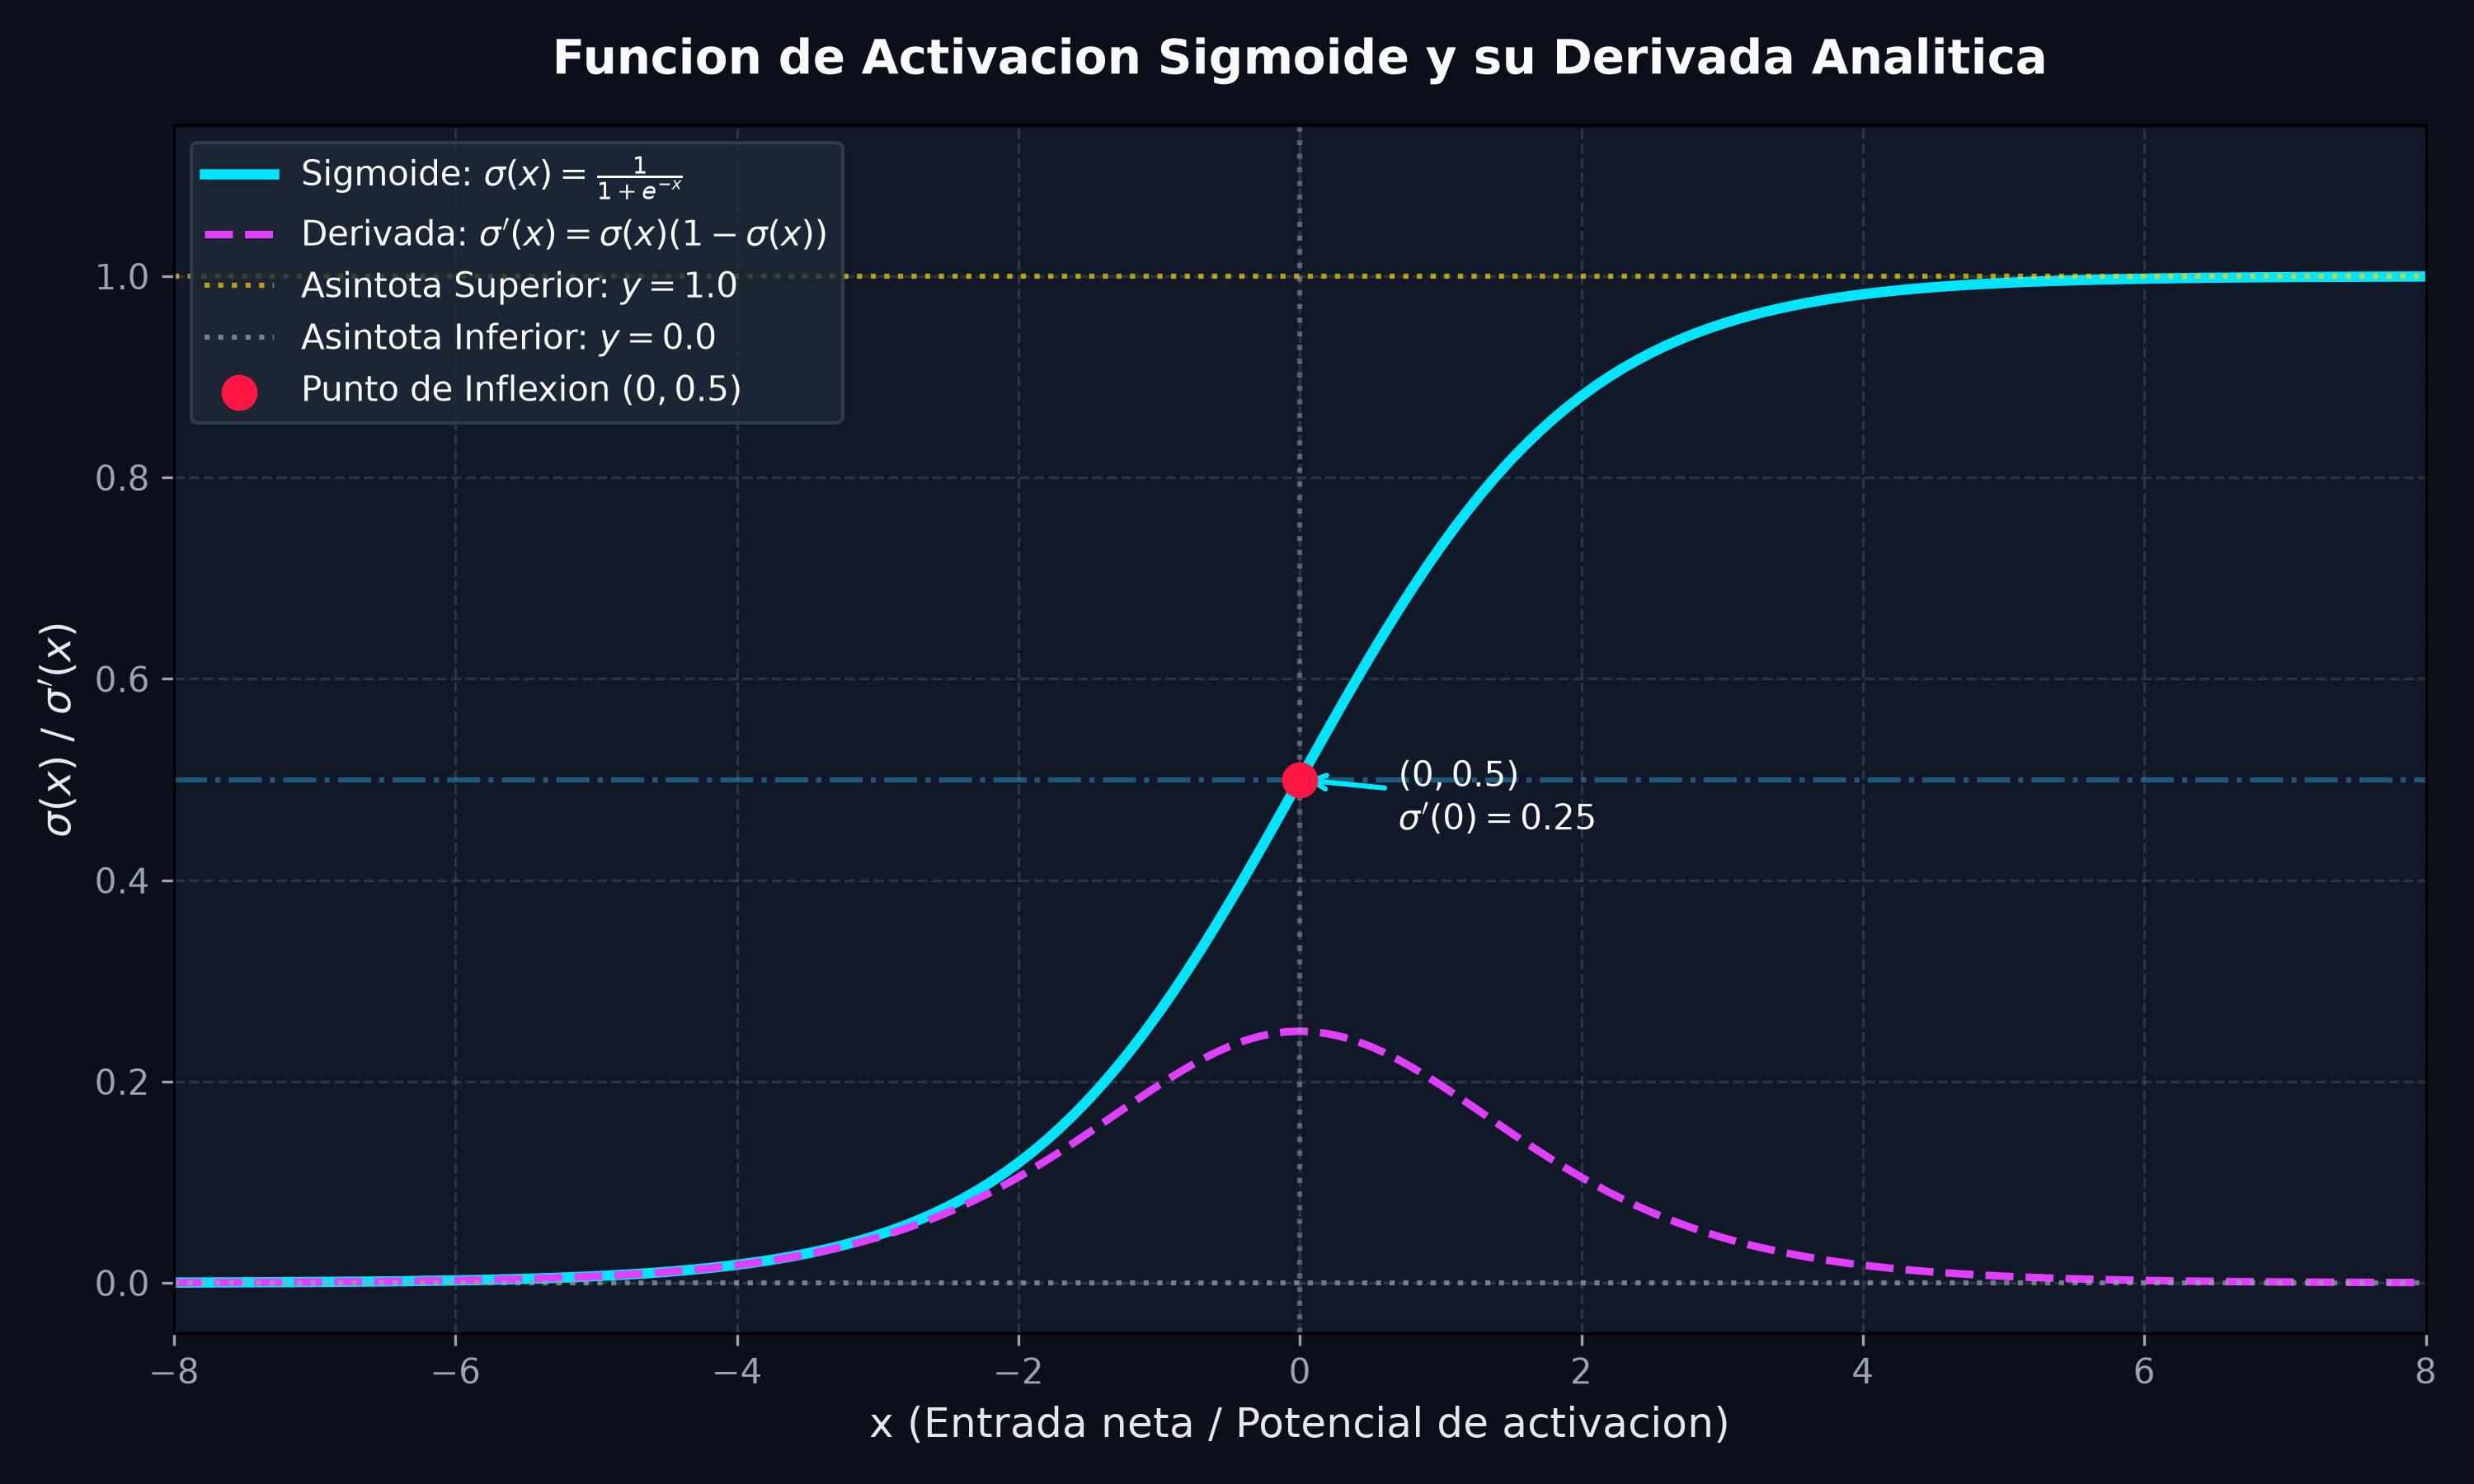 Funcion de Activacion Sigmoide y su Derivada Analitica
Sigmoide: σ(x) = 1 / (1 + e^{-x})
Derivada: σ′(x) = σ(x)(1 − σ(x))
Asintota Superior: y = 1.0
Asintota Inferior: y = 0.0
Punto de Inflexion (0, 0.5)
σ(x) / σ′(x)
1.0
0.8
0.6
0.4
0.2
0.0
(0, 0.5)
σ′(0) = 0.25
−8 −6 −4 −2 0 2 4 6 8
x (Entrada neta / Potencial de activacion)